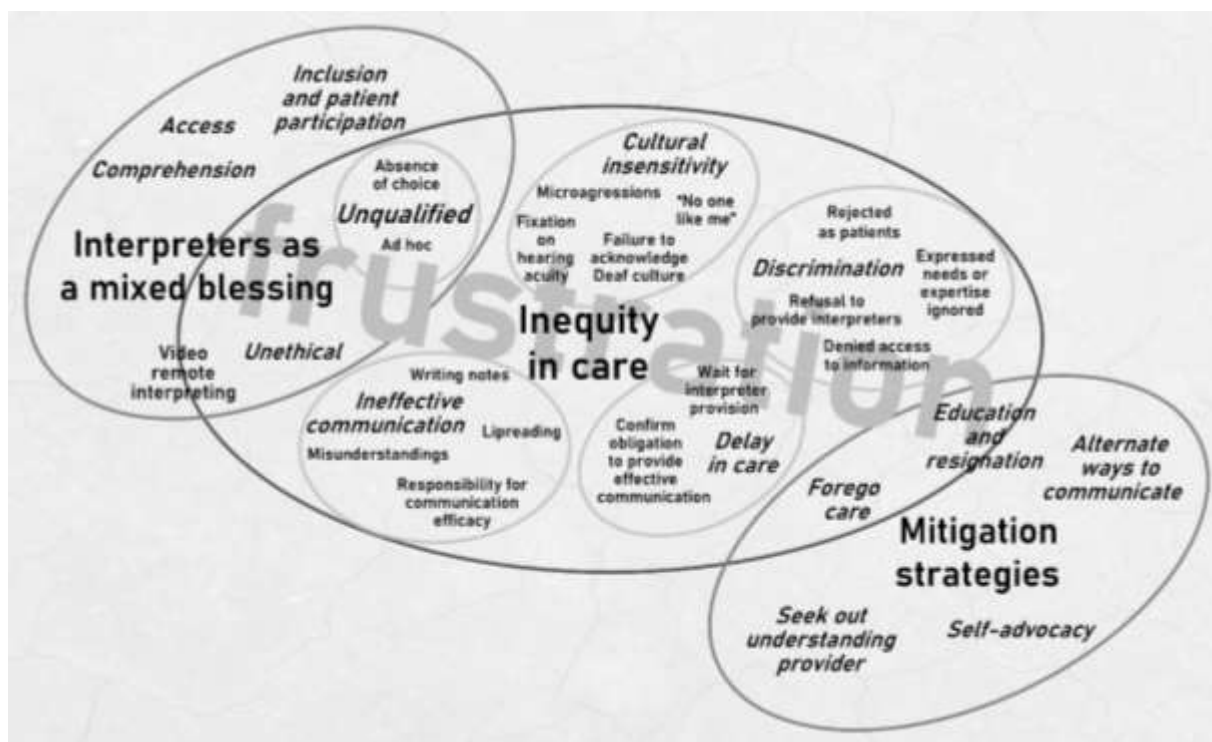 Inclusion
and patient
participation
Access
Comprehension
Absence
of choice
Unqualified
Ad hoc
Interpreters as
a mixed blessing
Video
remote
interpreting
Unethical
frustration
Cultural
insensitivity
Microagressions
"No one
like me"
Fixation
on
hearing
acuity
Failure to
acknowledge
Deaf culture
Rejected
as patients
Discrimination
Expressed
needs or
expertise
ignored
Refusal to
provide interpreters
Denied access
to information
Inequity
in care
Writing notes
Ineffective
communication
Lipreading
Misunderstandings
Responsibility for
communication
efficacy
Wait for
interpreter
provision
Confirm
obligation
to provide
effective
communication
Delay
in care
Education
and
resignation
Alternate
ways to
communicate
Forego
care
Mitigation
strategies
Seek out
understanding
provider
Self-advocacy